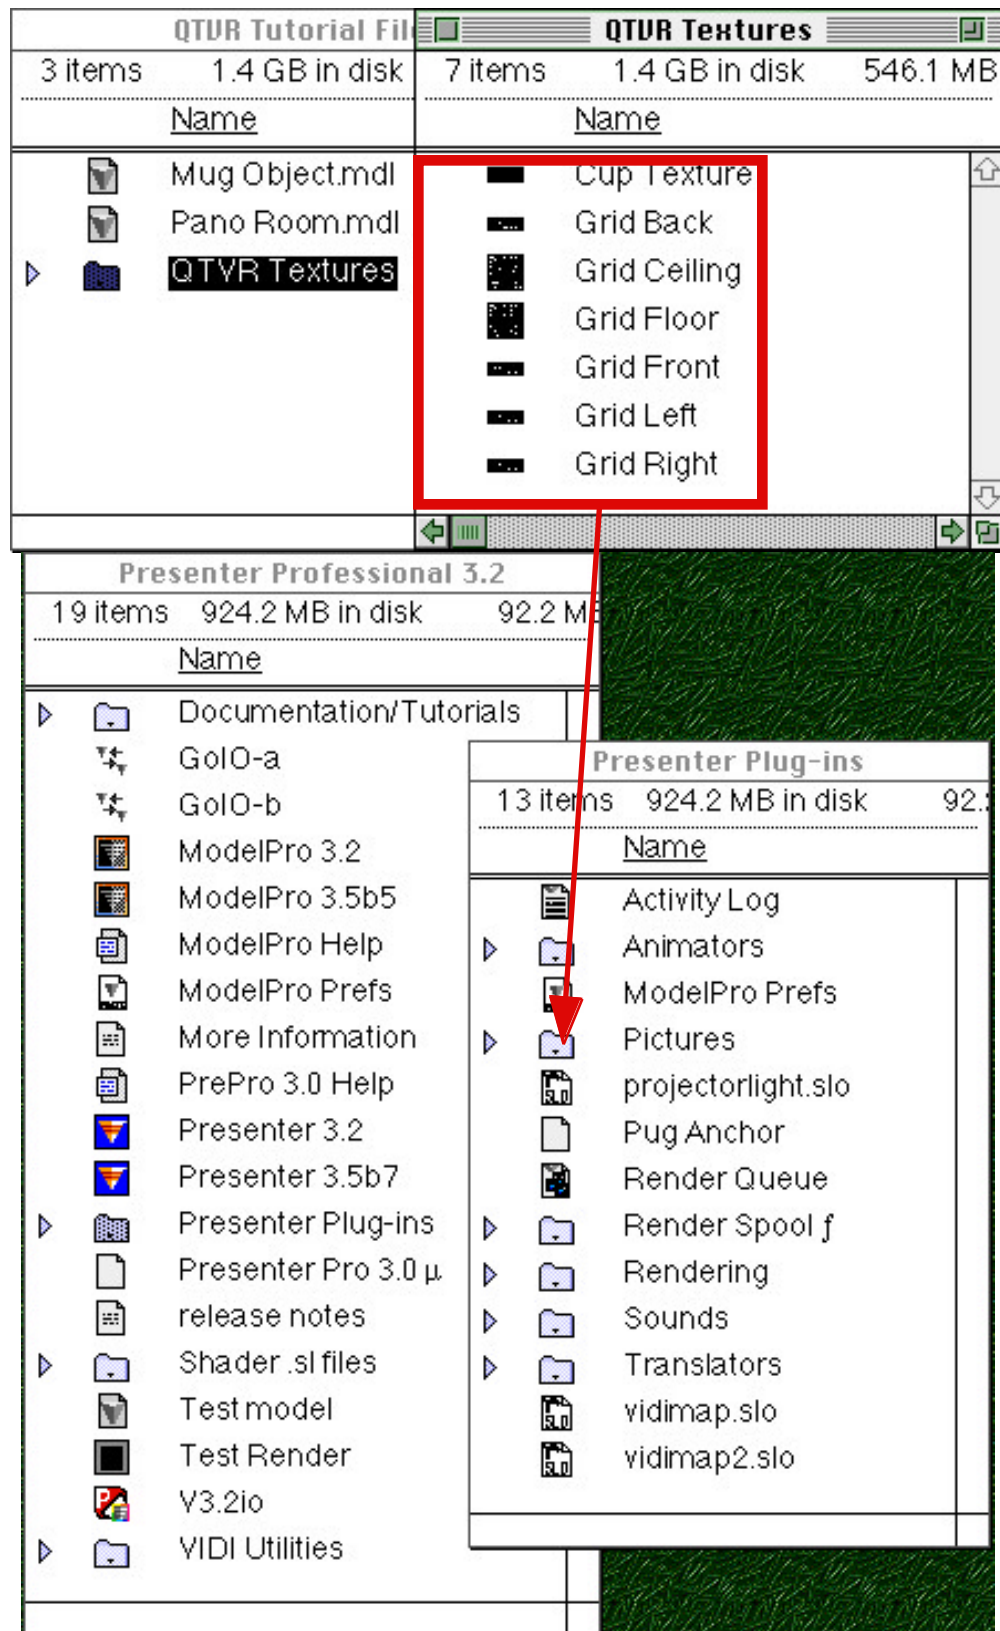 QTVR Tutorial Fil
3 items 1.4 GB in disk
Name
Mug Object.mdl
Pano Room.mdl
QTVR Textures
QTVR Textures
7 items 1.4 GB in disk 546.1 MB
Name
Cup Texture
Grid Back
Grid Ceiling
Grid Floor
Grid Front
Grid Left
Grid Right
Presenter Professional 3.2
19 items 924.2 MB in disk 92.2 MB
Name
Documentation/Tutorials
GoIO-a
GoIO-b
ModelPro 3.2
ModelPro 3.5b5
ModelPro Help
ModelPro Prefs
More Information
PrePro 3.0 Help
Presenter 3.2
Presenter 3.5b7
Presenter Plug-ins
Presenter Pro 3.0 µ
release notes
Shader .sl files
Test model
Test Render
V3.2io
VIDI Utilities
Presenter Plug-ins
13 items 924.2 MB in disk 92.
Name
Activity Log
Animators
ModelPro Prefs
Pictures
projectorlight.slo
Pug Anchor
Render Queue
Render Spool ƒ
Rendering
Sounds
Translators
vidimap.slo
vidimap2.slo